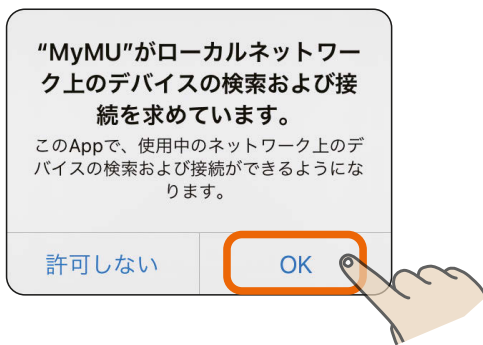 “MyMU”がローカルネットワー
ク上のデバイスの検索および接
続を求めています。
このAppで、使用中のネットワーク上のデ
バイスの検索および接続ができるようにな
ります。
許可しない
OK